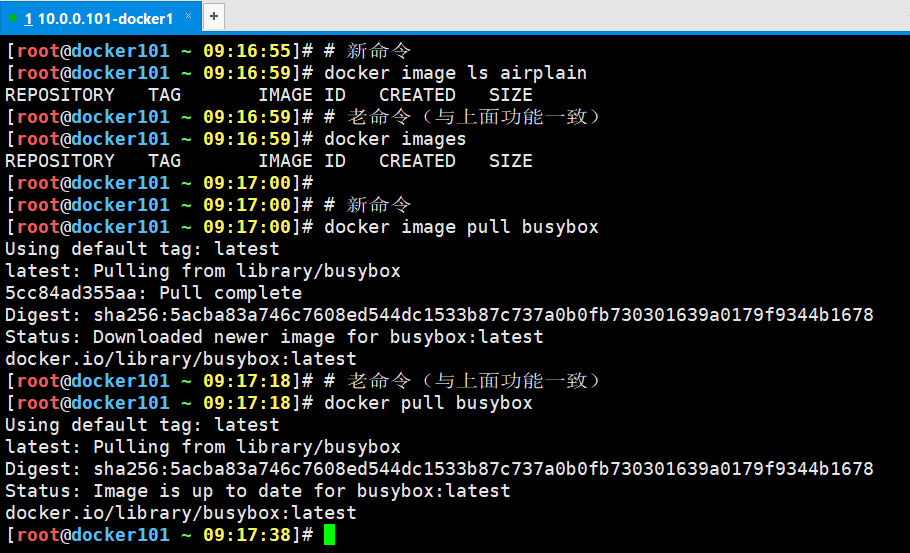 1 10.0.0.101-docker1 × +
[root@docker101 ~ 09:16:55]# # 新命令
[root@docker101 ~ 09:16:59]# docker image ls airplain
REPOSITORY   TAG       IMAGE ID   CREATED   SIZE
[root@docker101 ~ 09:16:59]# # 老命令（与上面功能一致）
[root@docker101 ~ 09:16:59]# docker images
REPOSITORY   TAG       IMAGE ID   CREATED   SIZE
[root@docker101 ~ 09:17:00]#
[root@docker101 ~ 09:17:00]# # 新命令
[root@docker101 ~ 09:17:00]# docker image pull busybox
Using default tag: latest
latest: Pulling from library/busybox
5cc84ad355aa: Pull complete
Digest: sha256:5acba83a746c7608ed544dc1533b87c737a0b0fb730301639a0179f9344b1678
Status: Downloaded newer image for busybox:latest
docker.io/library/busybox:latest
[root@docker101 ~ 09:17:18]# # 老命令（与上面功能一致）
[root@docker101 ~ 09:17:18]# docker pull busybox
Using default tag: latest
latest: Pulling from library/busybox
Digest: sha256:5acba83a746c7608ed544dc1533b87c737a0b0fb730301639a0179f9344b1678
Status: Image is up to date for busybox:latest
docker.io/library/busybox:latest
[root@docker101 ~ 09:17:38]#